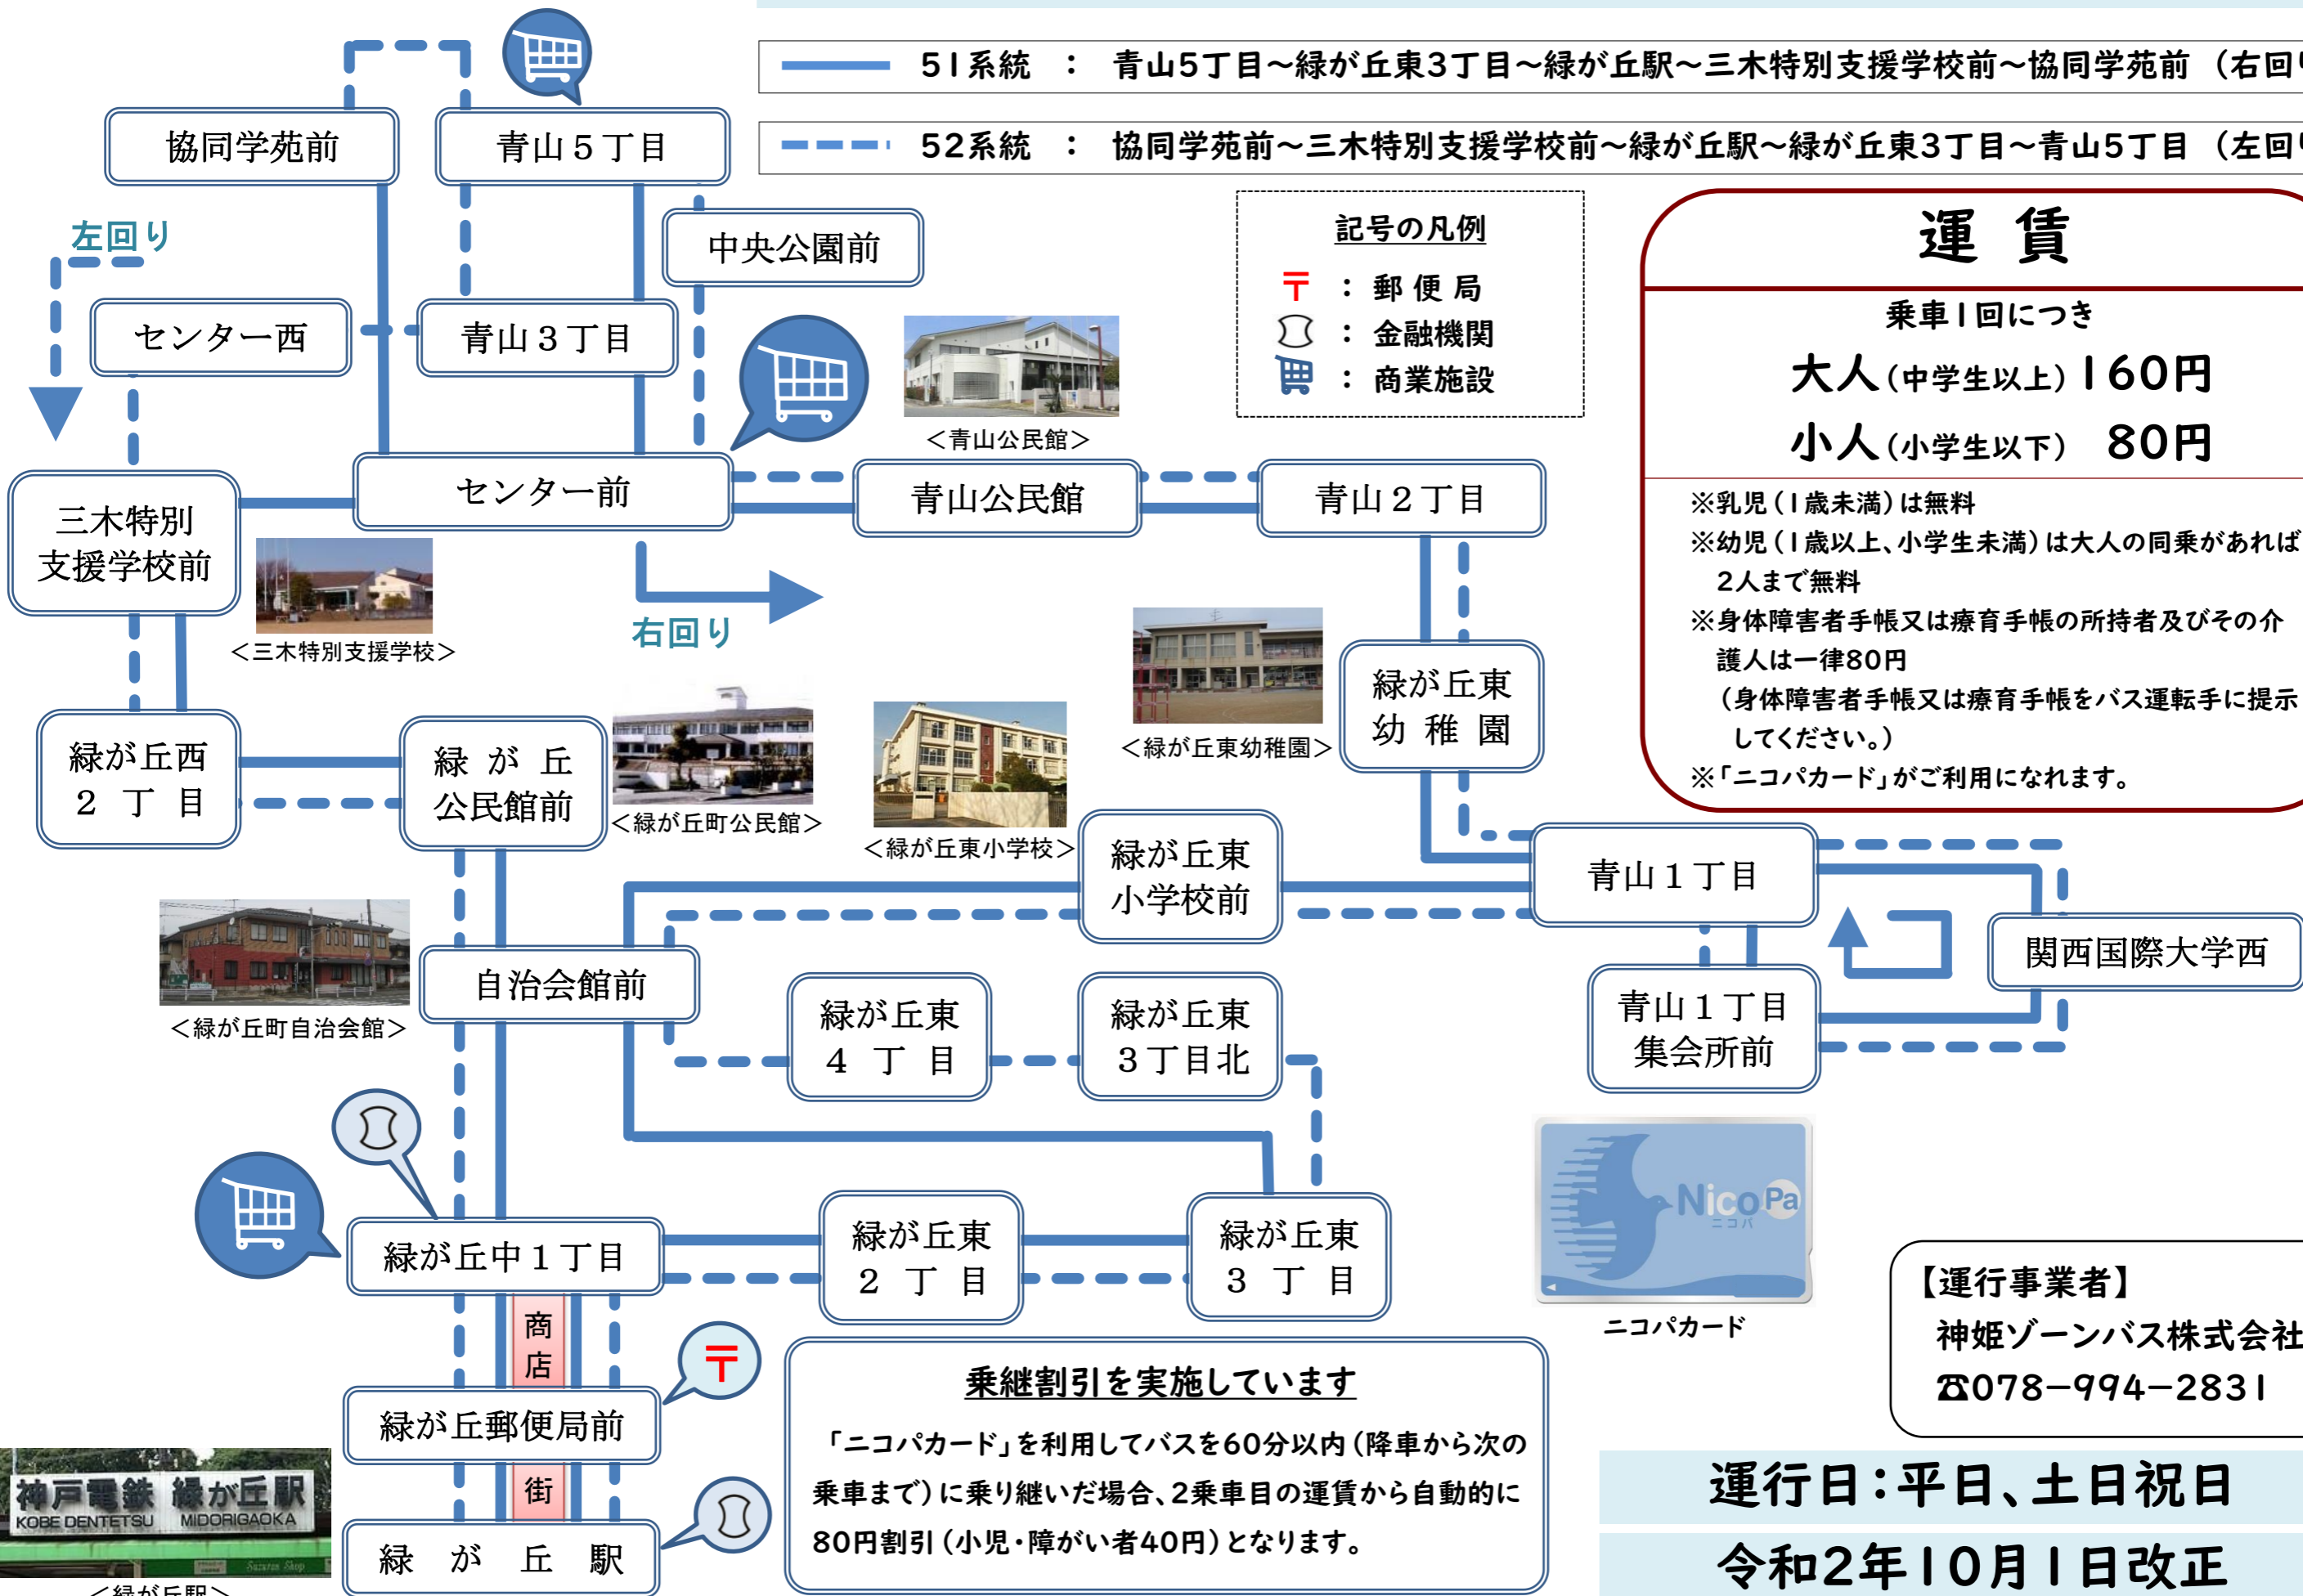 51系統 ： 青山5丁目～緑が丘東3丁目～緑が丘駅～三木特別支援学校前～協同学苑前 （右回り
52系統 ： 協同学苑前～三木特別支援学校前～緑が丘駅～緑が丘東3丁目～青山5丁目 （左回り
協同学苑前
青山５丁目
左回り
中央公園前
センター西
青山３丁目
記号の凡例
〒 ： 郵便局
： 金融機関
： 商業施設
運賃
乗車1回につき
大人（中学生以上）160円
小人（小学生以下） 80円
※乳児（1歳未満）は無料
※幼児（1歳以上、小学生未満）は大人の同乗があれば
2人まで無料
※身体障害者手帳又は療育手帳の所持者及びその介
護人は一律80円
（身体障害者手帳又は療育手帳をバス運転手に提示
してください。）
※「ニコパカード」がご利用になれます。
＜青山公民館＞
三木特別
支援学校前
センター前
青山公民館
青山２丁目
＜三木特別支援学校＞
右回り
緑が丘東
幼稚園
＜緑が丘東幼稚園＞
緑が丘西
２丁目
緑が丘
公民館前
＜緑が丘町公民館＞
＜緑が丘東小学校＞
緑が丘東
小学校前
青山１丁目
関西国際大学西
青山１丁目
集会所前
＜緑が丘町自治会館＞
自治会館前
緑が丘東
４丁目
緑が丘東
３丁目北
緑が丘中１丁目
緑が丘東
２丁目
緑が丘東
３丁目
NicoPa
ニコパ
ニコパカード
商店
〒
緑が丘郵便局前
街
緑が丘駅
神戸電鉄 緑が丘駅
KOBE DENTETSU MIDORIGAOKA
Suzuran Shop
＜緑が丘駅＞
乗継割引を実施しています
「ニコパカード」を利用してバスを60分以内（降車から次の
乗車まで）に乗り継いだ場合、2乗車目の運賃から自動的に
80円割引（小児・障がい者40円）となります。
【運行事業者】
神姫ゾーンバス株式会社
☎078－994－2831
運行日：平日、土日祝日
令和2年10月1日改正